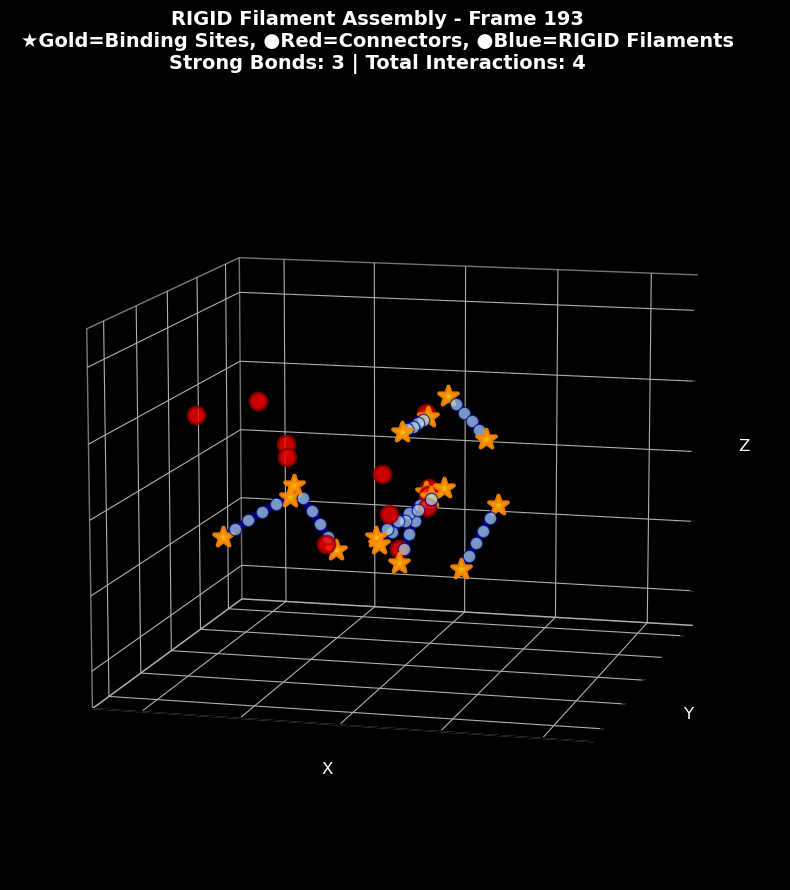 RIGID Filament Assembly - Frame 193
★Gold=Binding Sites, ●Red=Connectors, ●Blue=RIGID Filaments
Strong Bonds: 3 | Total Interactions: 4
Z
Y
X